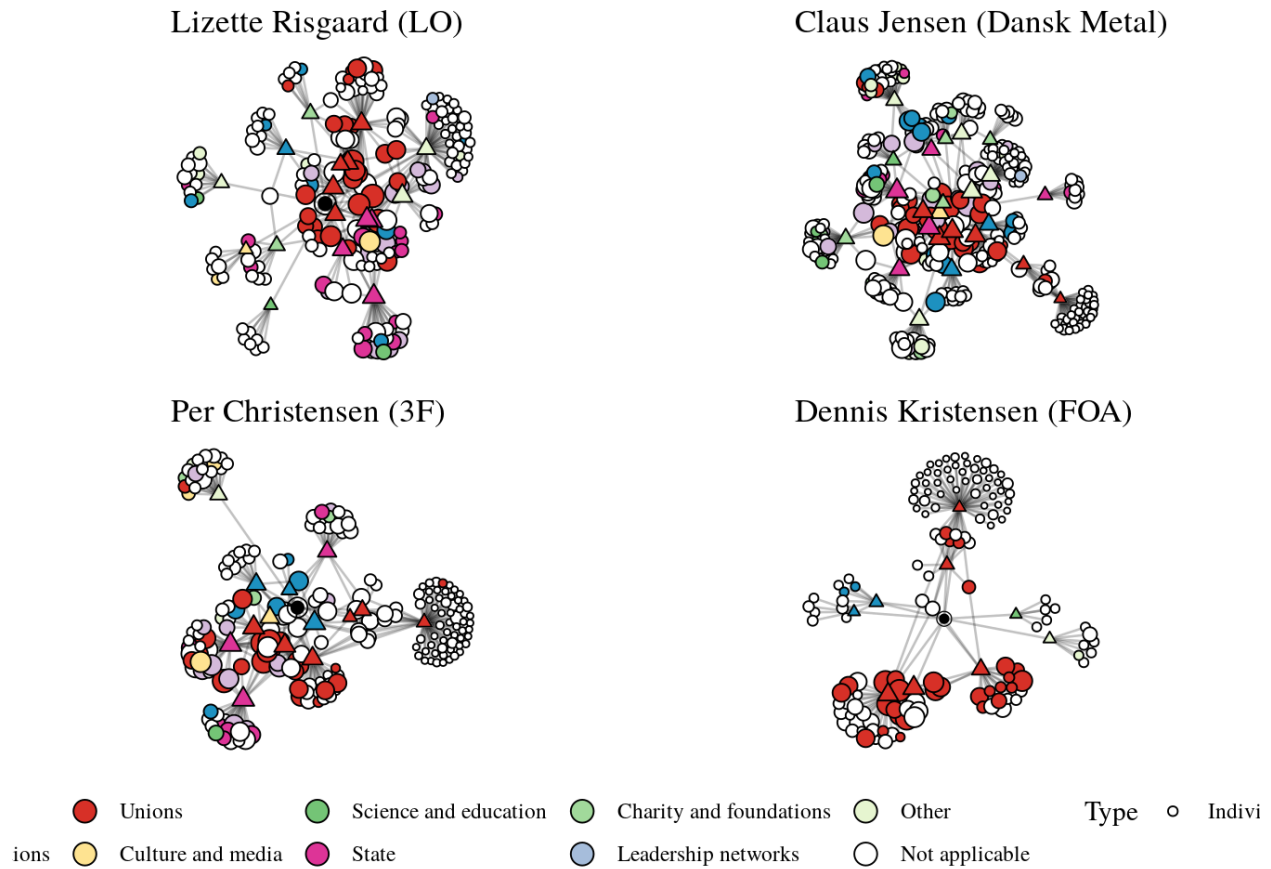 Lizette Risgaard (LO)
Claus Jensen (Dansk Metal)
Per Christensen (3F)
Dennis Kristensen (FOA)
Unions
Science and education
Charity and foundations
Other
Type
Indivi
ions
Culture and media
State
Leadership networks
Not applicable